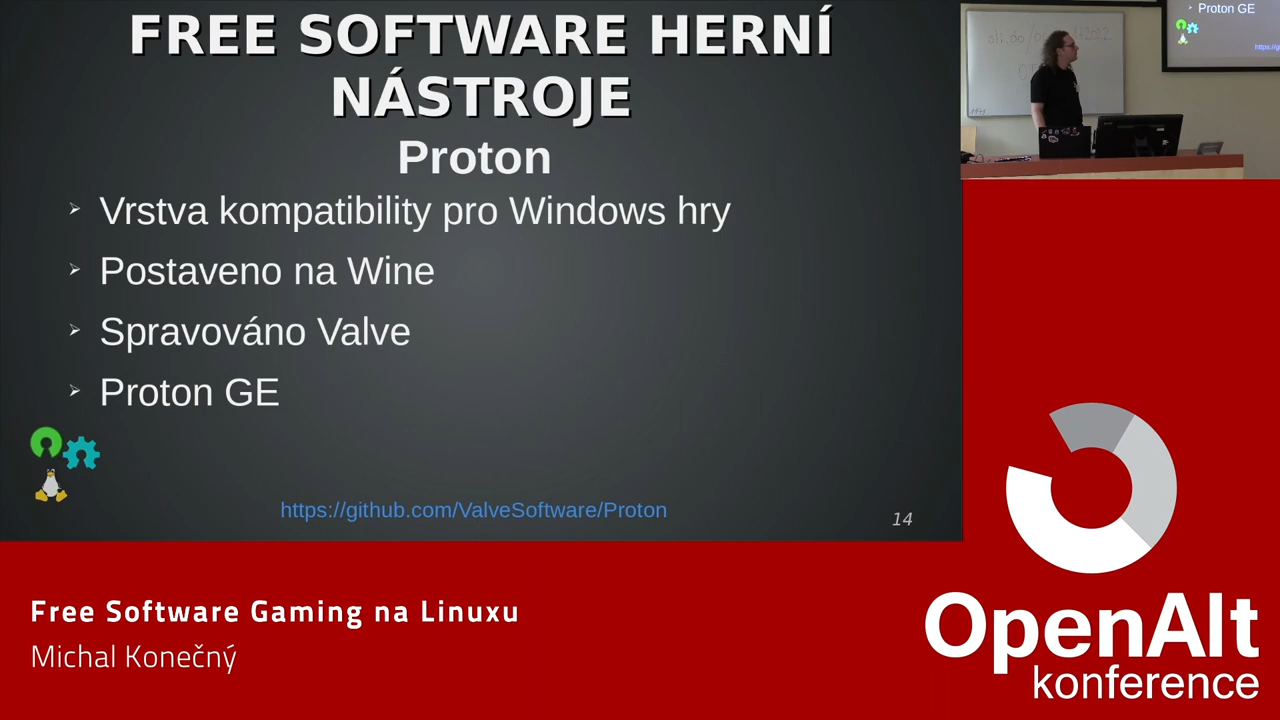 FREE SOFTWARE HERNÍ
NÁSTROJE
Proton
Vrstva kompatibility pro Windows hry
Postaveno na Wine
Spravováno Valve
Proton GE
https://github.com/ValveSoftware/Proton
14
Proton GE
Free Software Gaming na Linuxu
Michal Konečný
OpenAlt
konference